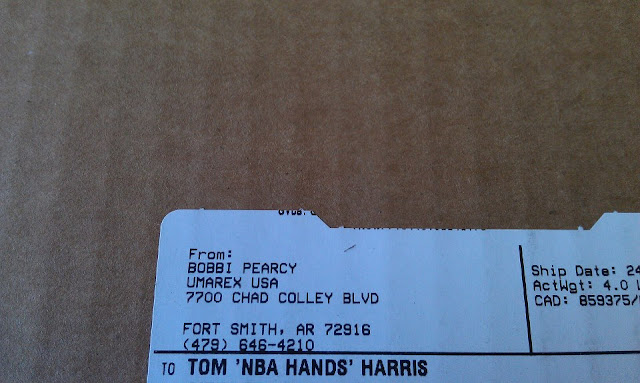 From:
BOBBI PEARCY
UMAREX USA
7700 CHAD COLLEY BLVD
FORT SMITH, AR 72916
(479) 646-4210
Ship Date: 24
ActWgt: 4.0
CAD: 859375/
TO TOM 'NBA HANDS' HARRIS